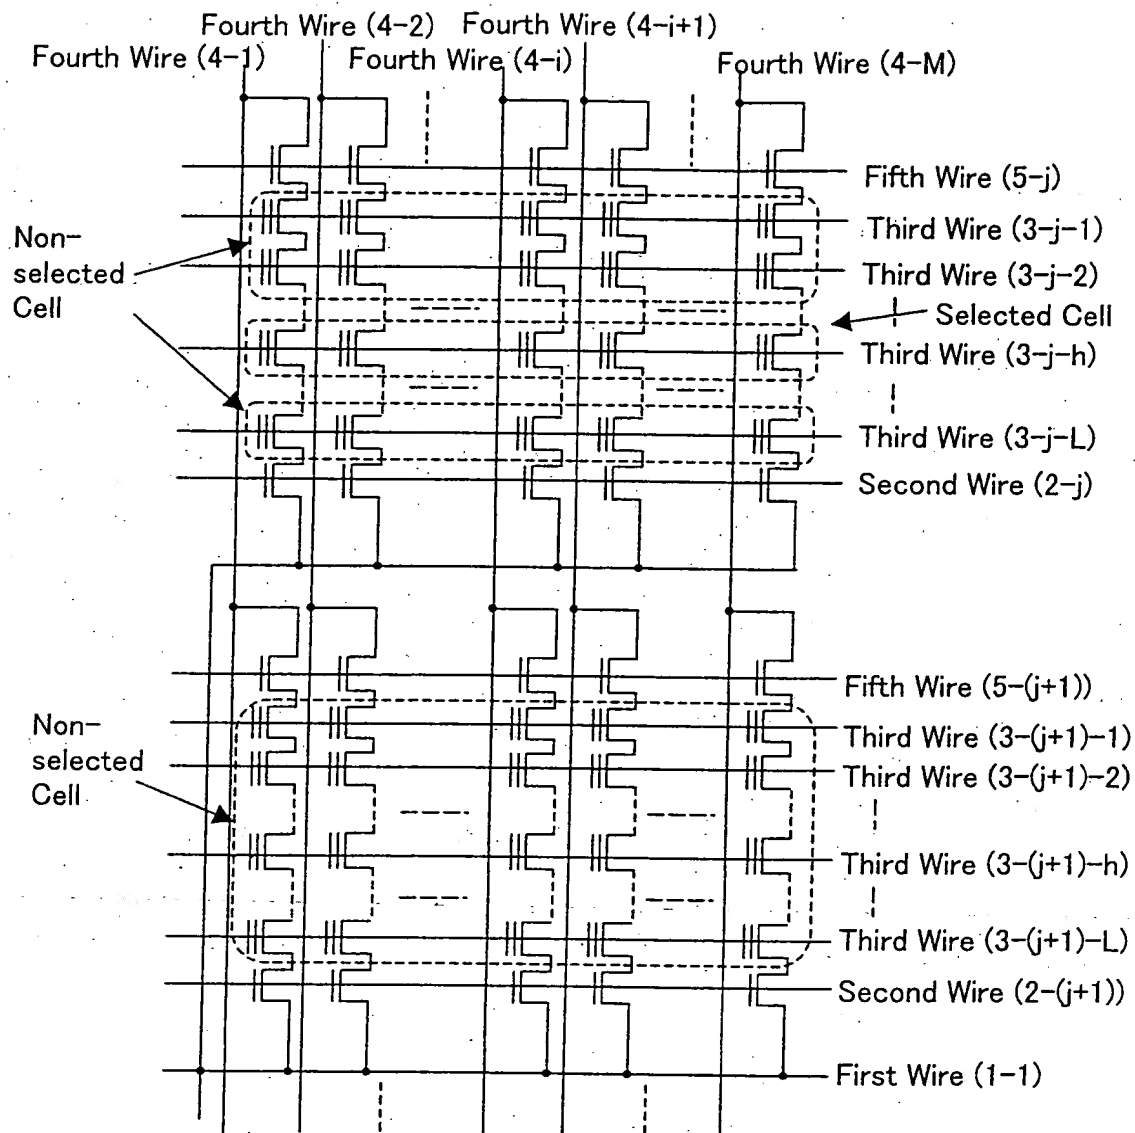 Fourth Wire (4-2) Fourth Wire (4-i+1)
Fourth Wire (4-1) Fourth Wire (4-i) Fourth Wire (4-M)
Fifth Wire (5-j)
Third Wire (3-j-1)
Non-
selected
Cell
Third Wire (3-j-2)
Selected Cell
Third Wire (3-j-h)
Third Wire (3-j-L)
Second Wire (2-j)
Fifth Wire (5-(j+1))
Non-
selected
Cell
Third Wire (3-(j+1)-1)
Third Wire (3-(j+1)-2)
Third Wire (3-(j+1)-h)
Third Wire (3-(j+1)-L)
Second Wire (2-(j+1))
First Wire (1-1)